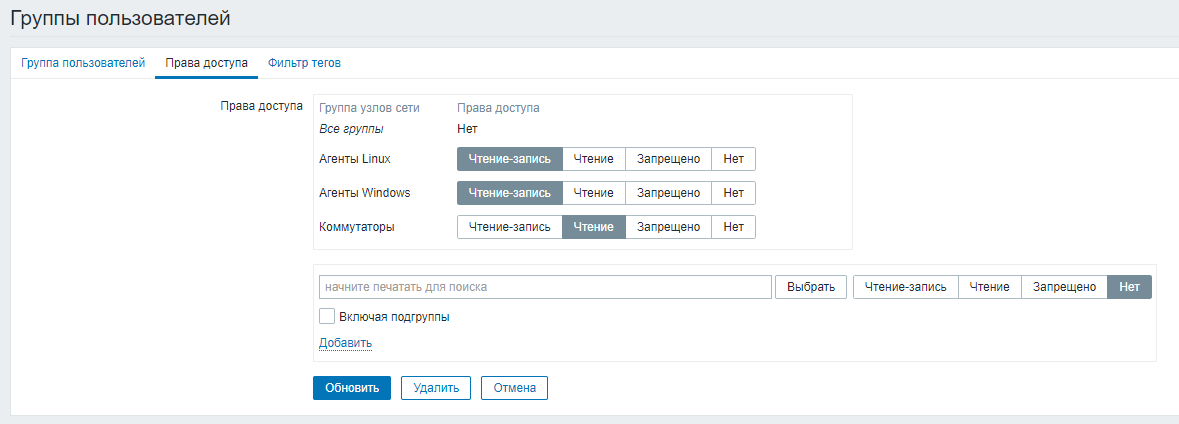 Группы пользователей
Группа пользователей Права доступа Фильтр тегов
Права доступа Группа узлов сети Права доступа
Все группы Нет
Агенты Linux Чтение-запись Чтение Запрещено Нет
Агенты Windows Чтение-запись Чтение Запрещено Нет
Коммутаторы Чтение-запись Чтение Запрещено Нет
начните печатать для поиска Выбрать Чтение-запись Чтение Запрещено Нет
Включая подгруппы
Добавить
Обновить Удалить Отмена